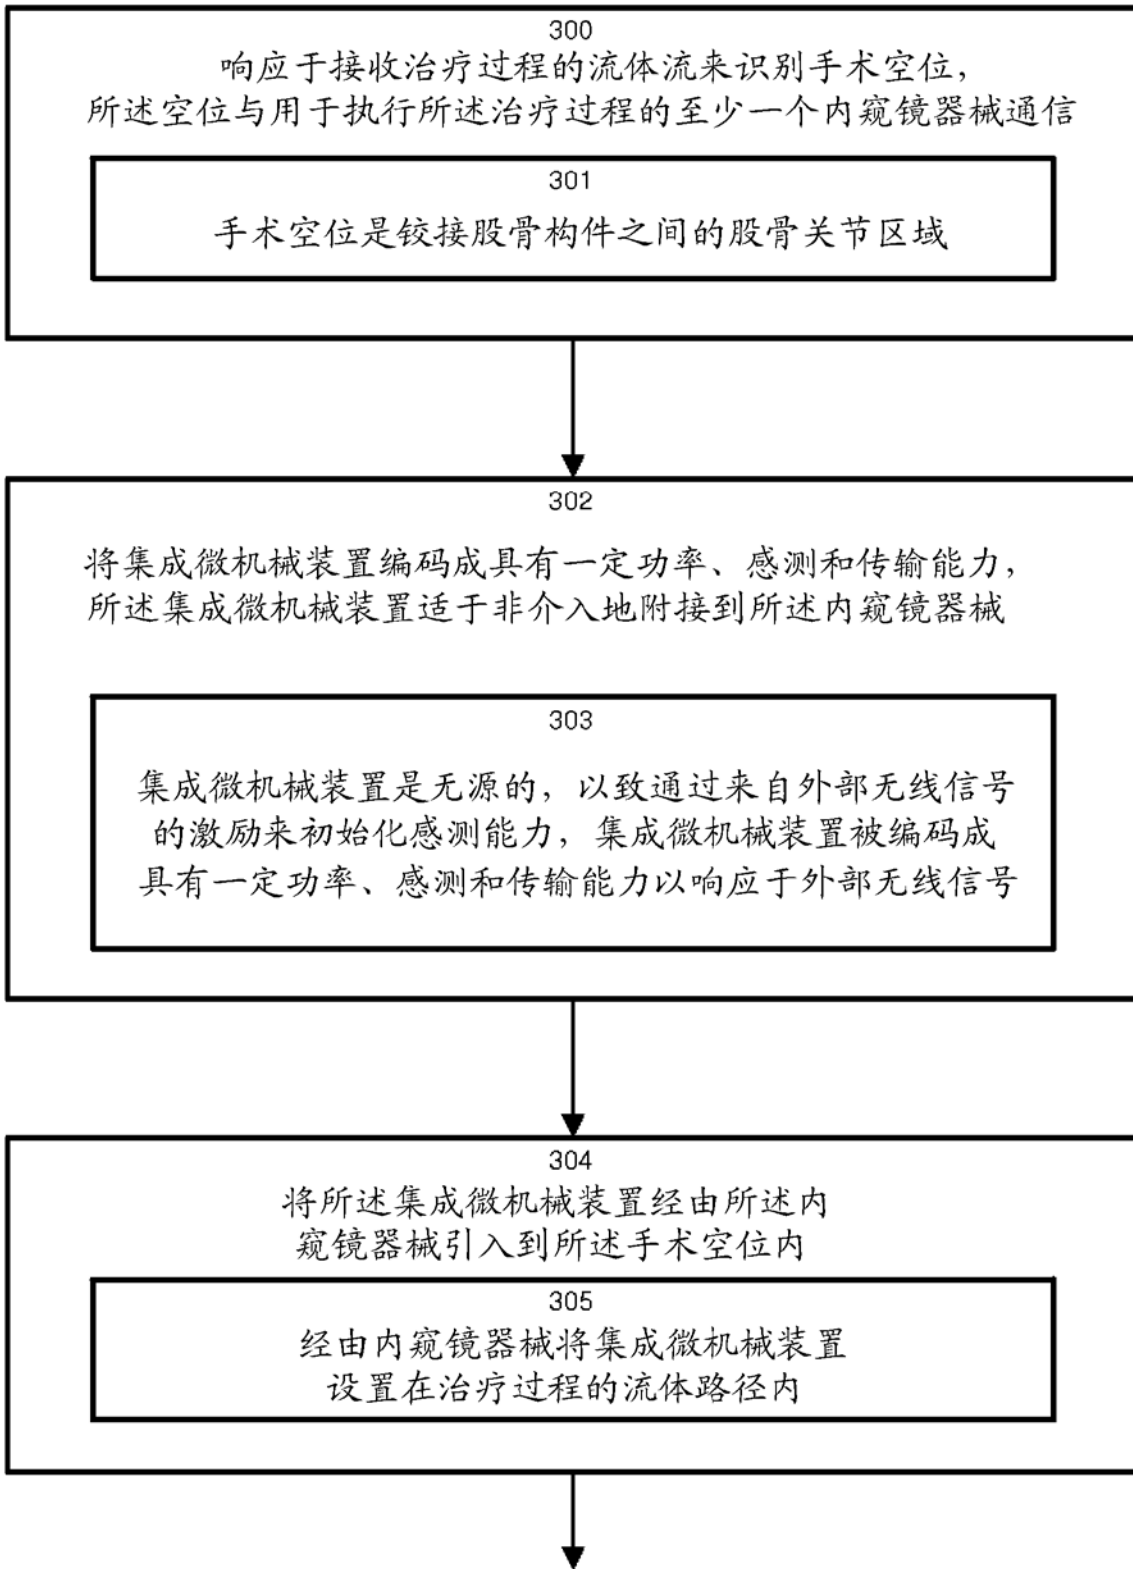 300
响应于接收治疗过程的流体流来识别手术空位，
所述空位与用于执行所述治疗过程的至少一个内窥镜器械通信
301
手术空位是铰接股骨构件之间的股骨关节区域
302
将集成微机械装置编码成具有一定功率、感测和传输能力，
所述集成微机械装置适于非介入地附接到所述内窥镜器械
303
集成微机械装置是无源的，以致通过来自外部无线信号
的激励来初始化感测能力，集成微机械装置被编码成
具有一定功率、感测和传输能力以响应于外部无线信号
304
将所述集成微机械装置经由所述内
窥镜器械引入到所述手术空位内
305
经由内窥镜器械将集成微机械装置
设置在治疗过程的流体路径内